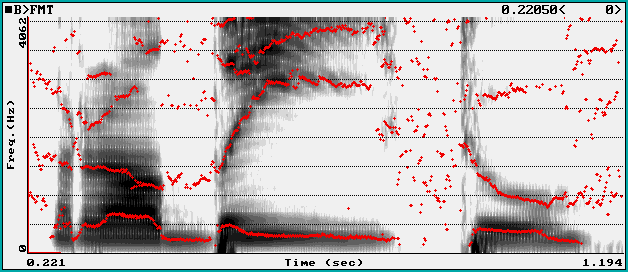 ■B>FMT 0.22050< 0>
4062
Freq.(Hz)
0
0.221 Time (sec) 1.194